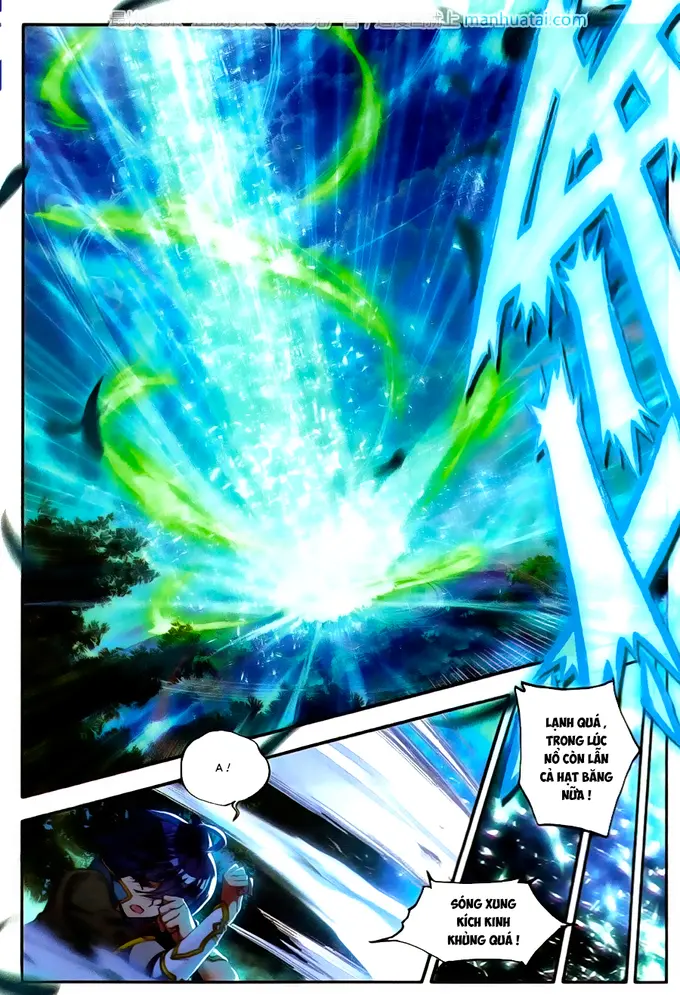 manhuatai.com
LẠNH QUÁ,
TRONG LÚC
NỔ CÒN LẪN
CẢ HẠT BĂNG
NỮA !
A !
SÓNG XUNG
KÍCH KINH
KHỦNG QUÁ !